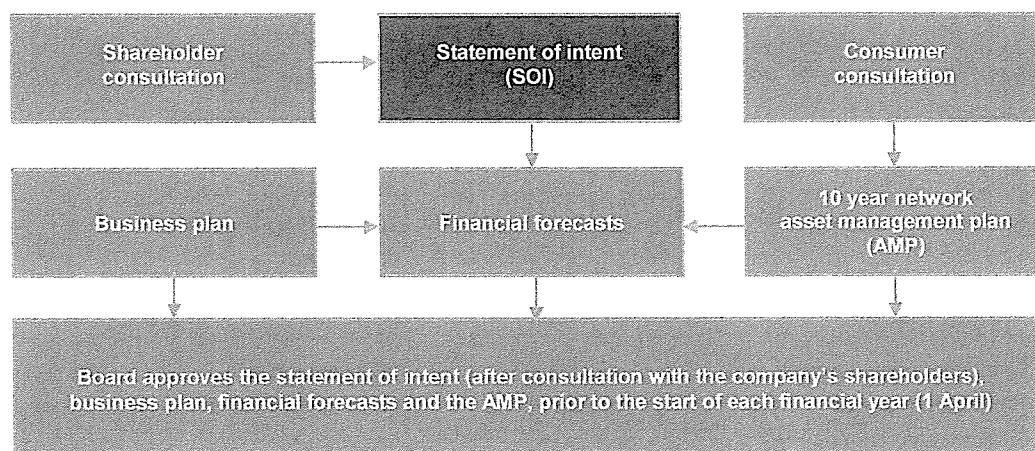 Shareholder
consultation
Statement of intent
(SOI)
Consumer
consultation
Business plan
Financial forecasts
10 year network
asset management plan
(AMP)
Board approves the statement of intent (after consultation with the company's shareholders),
business plan, financial forecasts and the AMP, prior to the start of each financial year (1 April)